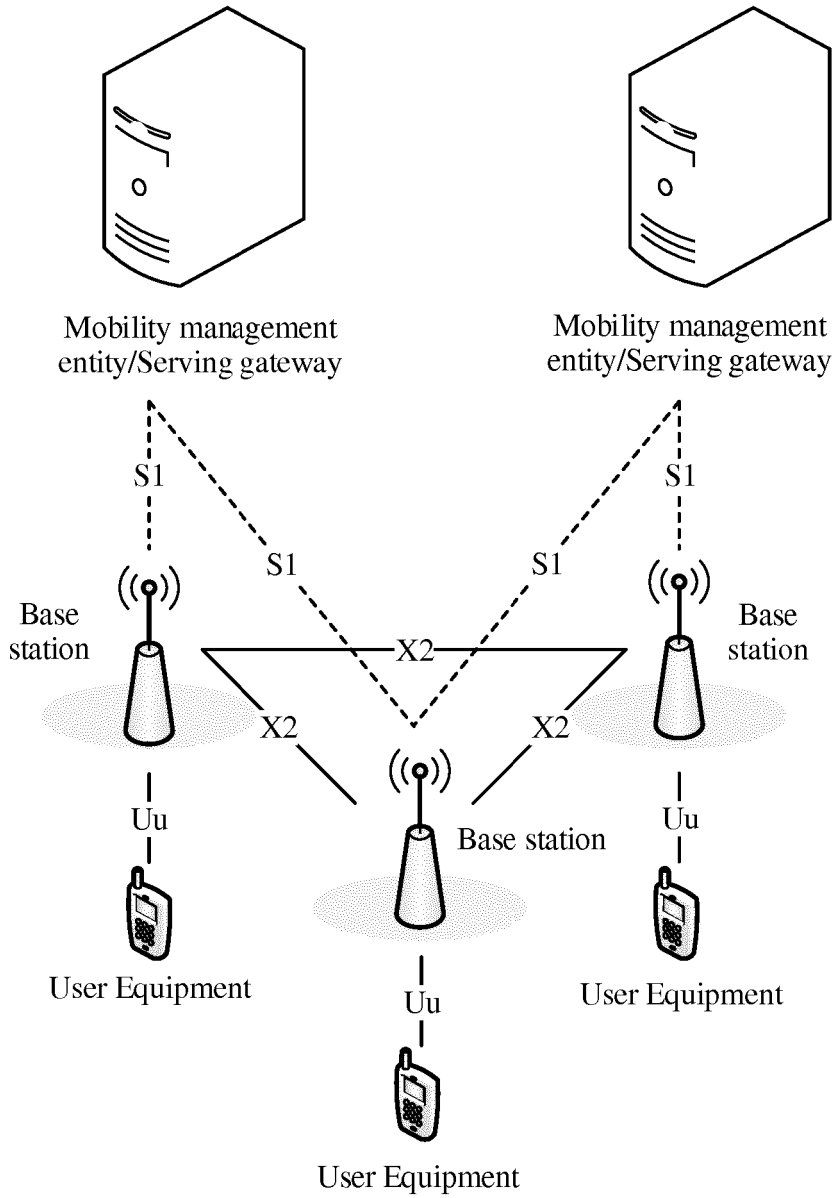 Mobility management
entity/Serving gateway
Mobility management
entity/Serving gateway
S1
S1
S1
S1
Base
station
Base
station
X2
X2
X2
Uu
Base station
Uu
User Equipment
User Equipment
Uu
User Equipment